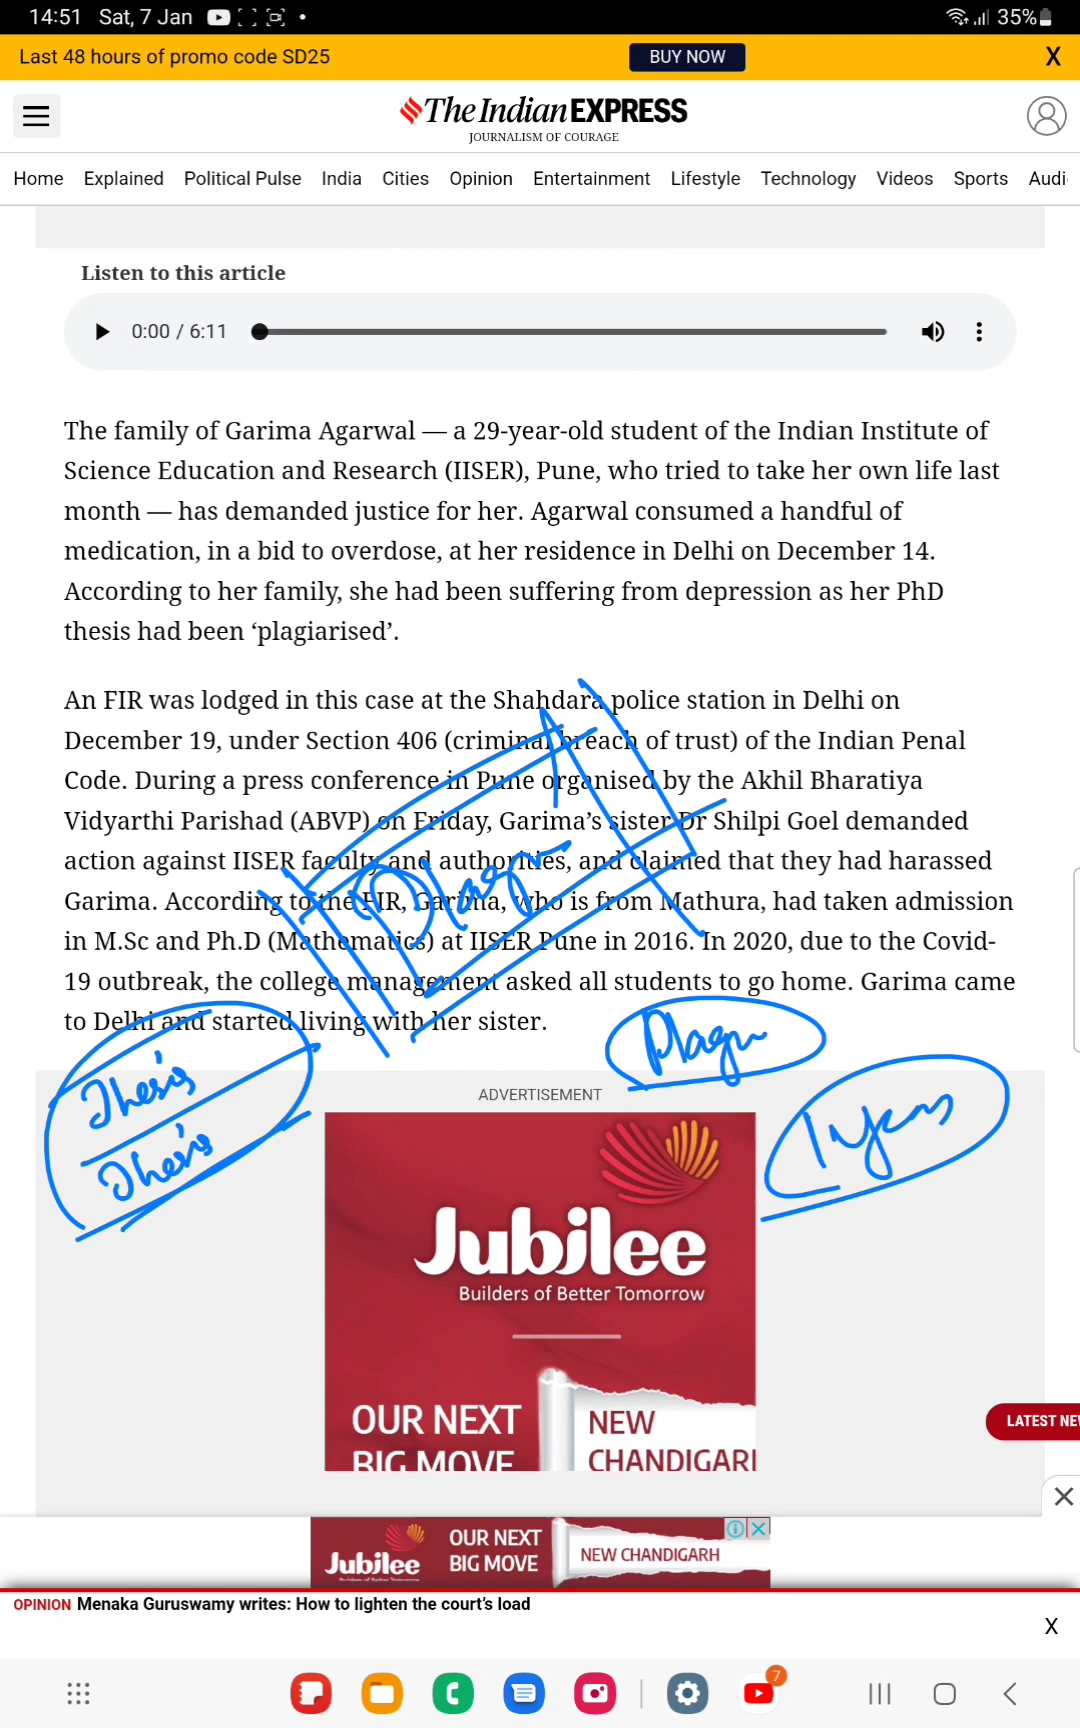 14:51 Sat, 7 Jan
35%
Last 48 hours of promo code SD25
BUY NOW
X
The Indian EXPRESS
JOURNALISM OF COURAGE
Home Explained Political Pulse India Cities Opinion Entertainment Lifestyle Technology Videos Sports Audi
Listen to this article
0:00 / 6:11
The family of Garima Agarwal — a 29-year-old student of the Indian Institute of
Science Education and Research (IISER), Pune, who tried to take her own life last
month — has demanded justice for her. Agarwal consumed a handful of
medication, in a bid to overdose, at her residence in Delhi on December 14.
According to her family, she had been suffering from depression as her PhD
thesis had been ‘plagiarised’.
An FIR was lodged in this case at the Shahdara police station in Delhi on
December 19, under Section 406 (criminal breach of trust) of the Indian Penal
Code. During a press conference in Pune organised by the Akhil Bharatiya
Vidyarthi Parishad (ABVP) on Friday, Garima’s sister Dr Shilpi Goel demanded
action against IISER faculty and authorities, and claimed that they had harassed
Garima. According to the FIR, Garima, who is from Mathura, had taken admission
in M.Sc and Ph.D (Mathematics) at IISER Pune in 2016. In 2020, due to the Covid-
19 outbreak, the college management asked all students to go home. Garima came
to Delhi and started living with her sister.
Thesis
Thesis
ADVERTISEMENT
Jubilee
Builders of Better Tomorrow
OUR NEXT
BIG MOVE
NEW
CHANDIGAR
LATEST NE
Jubilee
OUR NEXT
BIG MOVE
NEW CHANDIGARH
OPINION Menaka Guruswamy writes: How to lighten the court’s load
X
7